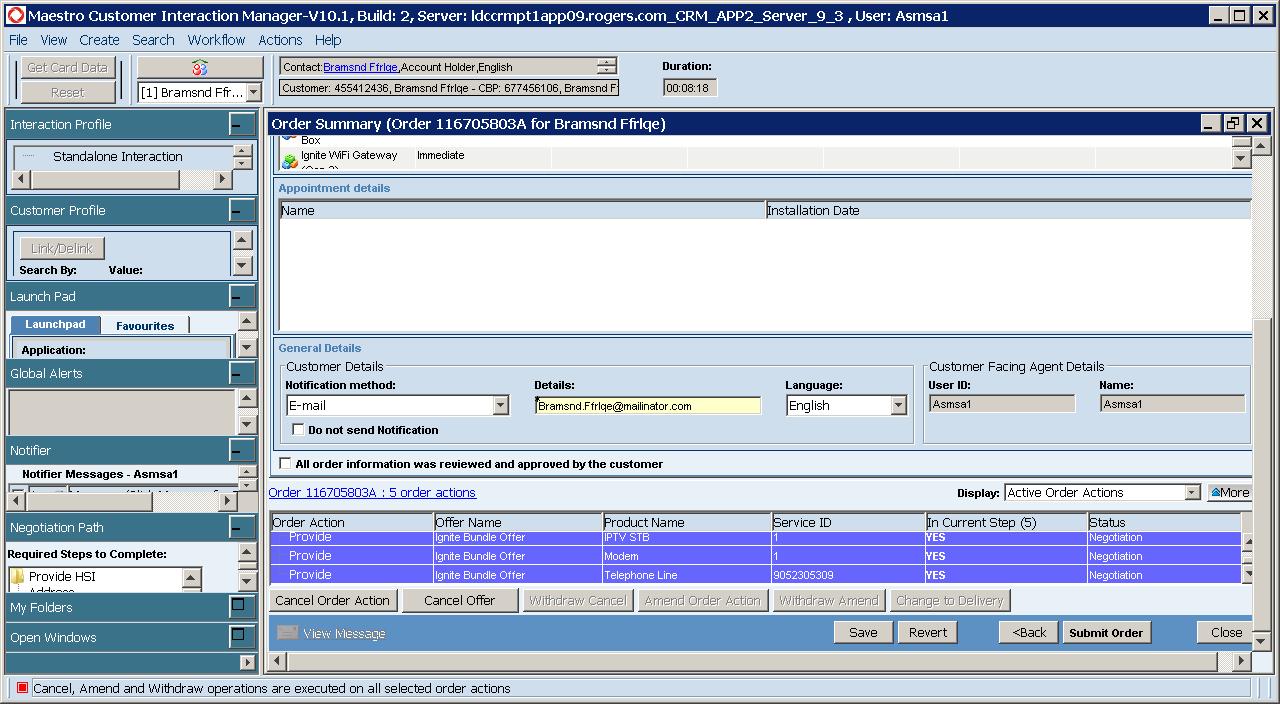 Maestro Customer Interaction Manager-V10.1, Build: 2, Server: ldccrmpt1app09.rogers.com_CRM_APP2_Server_9_3 , User: Asmsa1
File View Create Search Workflow Actions Help
Get Card Data
Reset
[1] Bramsnd Ffr...
Contact:Bramsnd Ffrlqe,Account Holder,English
Customer: 455412436, Bramsnd Ffrlqe - CBP: 677456106, Bramsnd F
Duration:
00:08:18
Interaction Profile
Standalone Interaction
Customer Profile
Link/Delink
Search By: Value:
Launch Pad
Launchpad Favourites
Application:
Global Alerts
Notifier
Notifier Messages - Asmsa1
Negotiation Path
Required Steps to Complete:
Provide HSI
Address
My Folders
Open Windows
Order Summary (Order 116705803A for Bramsnd Ffrlqe)
Box
Ignite WiFi Gateway Immediate
Appointment details
Name Installation Date
General Details
Customer Details
Notification method: Details: Language:
E-mail Bramsnd.Ffrlqe@mailinator.com English
Do not send Notification
Customer Facing Agent Details
User ID: Name:
Asmsa1 Asmsa1
All order information was reviewed and approved by the customer
Order 116705803A : 5 order actions
Display: Active Order Actions More
Order Action Offer Name Product Name Service ID In Current Step (5) Status
Provide Ignite Bundle Offer IPTV STB 1 YES Negotiation
Provide Ignite Bundle Offer Modem 1 YES Negotiation
Provide Ignite Bundle Offer Telephone Line 9052305309 YES Negotiation
Cancel Order Action Cancel Offer Withdraw Cancel Amend Order Action Withdraw Amend Change to Delivery
View Message Save Revert <Back Submit Order Close
Cancel, Amend and Withdraw operations are executed on all selected order actions